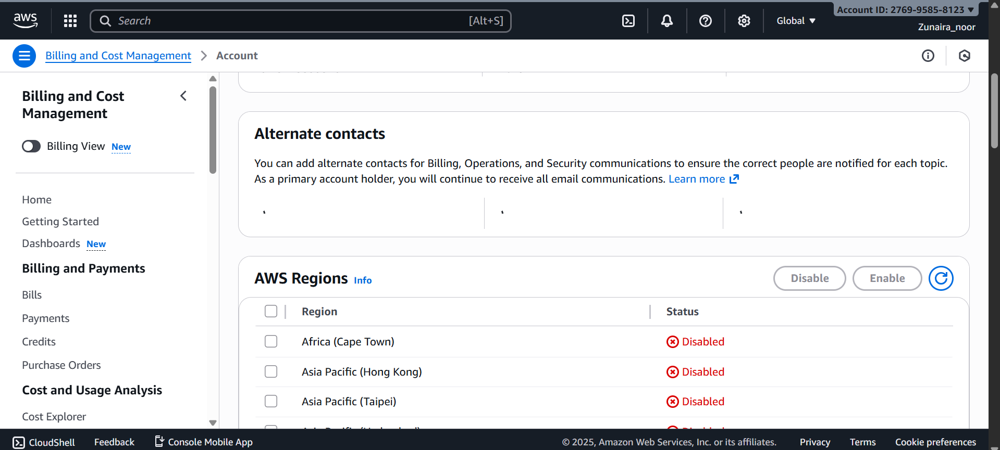 aws
Search
[Alt+S]
Global
Account ID: 2769-9585-8123
Zunaira_noor
Billing and Cost Management
Account
Billing and Cost
Management
Billing View New
Home
Getting Started
Dashboards New
Billing and Payments
Bills
Payments
Credits
Purchase Orders
Cost and Usage Analysis
Cost Explorer
Alternate contacts
You can add alternate contacts for Billing, Operations, and Security communications to ensure the correct people are notified for each topic.
As a primary account holder, you will continue to receive all email communications. Learn more
AWS Regions Info
Disable
Enable
Region
Status
Africa (Cape Town)
Disabled
Asia Pacific (Hong Kong)
Disabled
Asia Pacific (Taipei)
Disabled
CloudShell
Feedback
Console Mobile App
© 2025, Amazon Web Services, Inc. or its affiliates.
Privacy
Terms
Cookie preferences